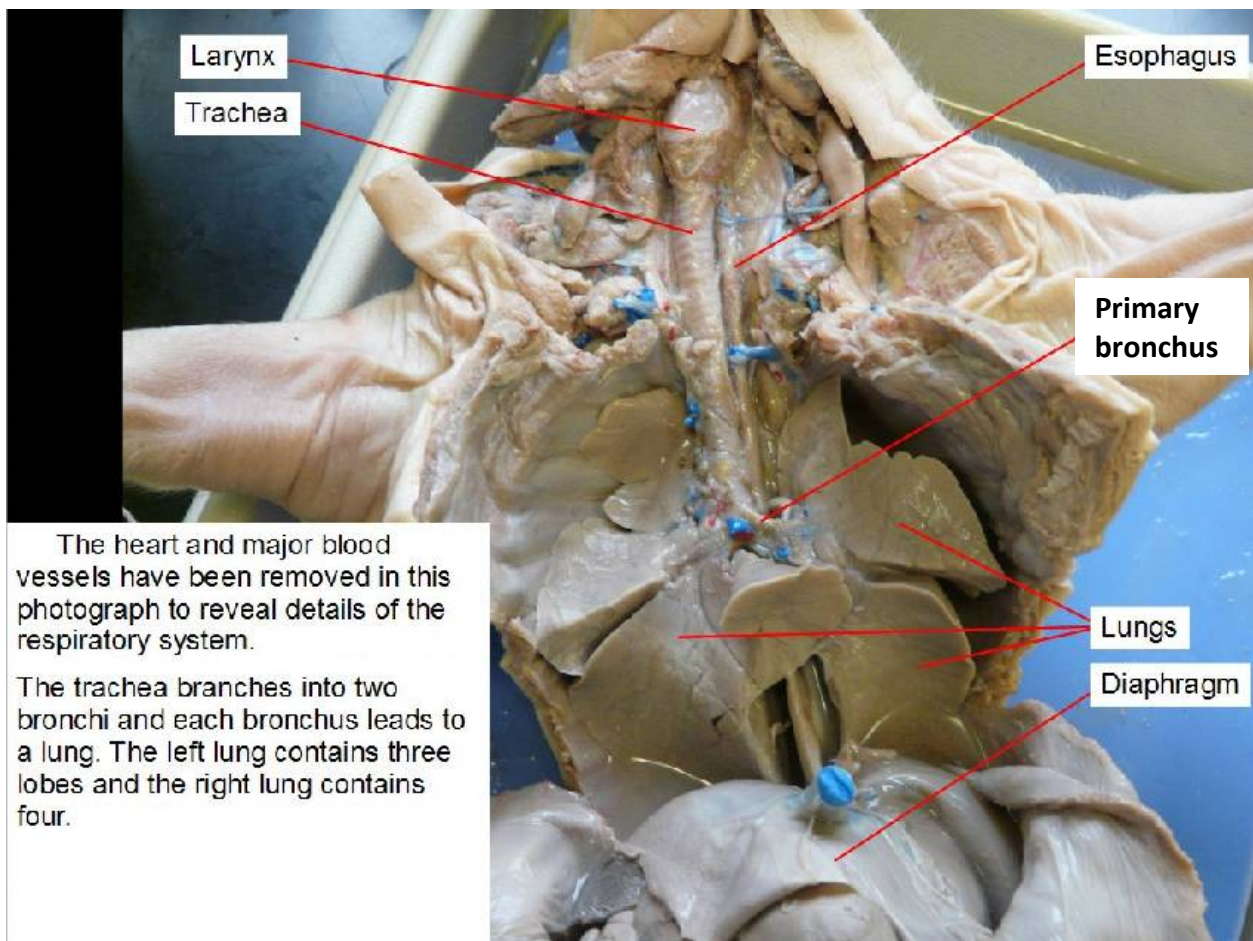 Larynx
Trachea
Esophagus
Primary
bronchus
Lungs
Diaphragm
The heart and major blood
vessels have been removed in this
photograph to reveal details of the
respiratory system.
The trachea branches into two
bronchi and each bronchus leads to
a lung. The left lung contains three
lobes and the right lung contains
four.